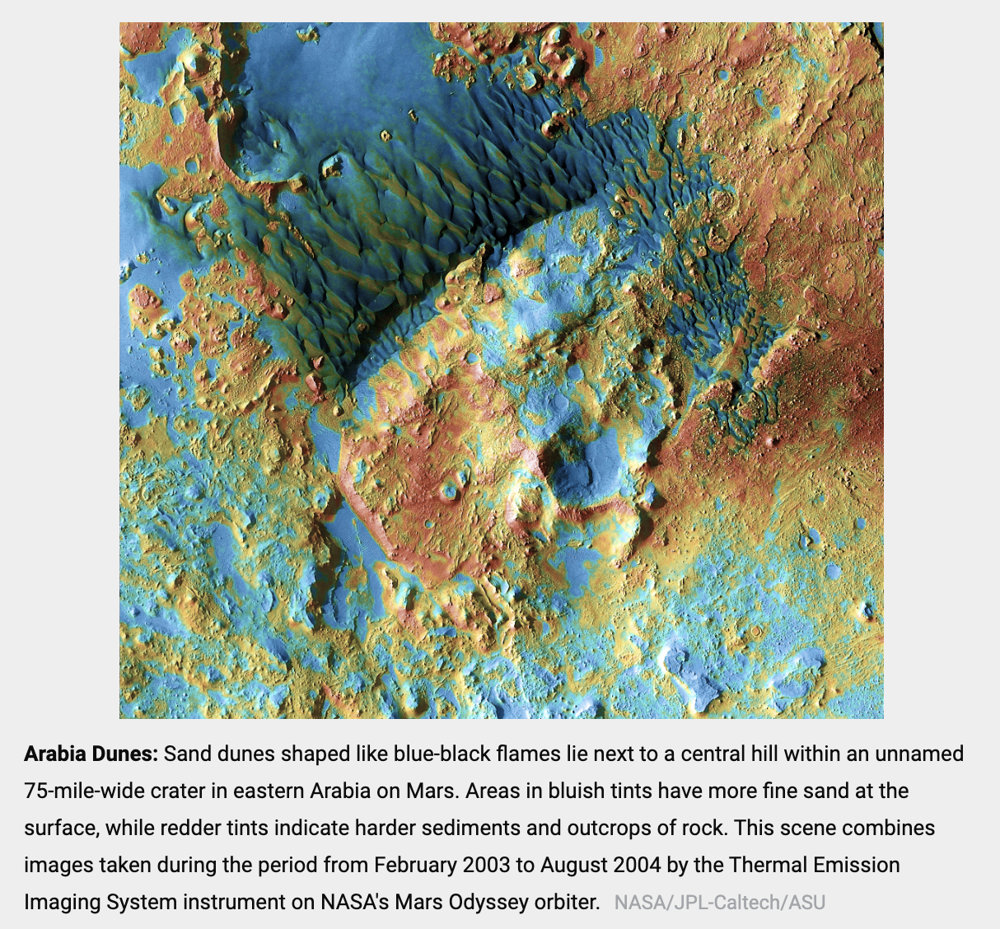 Arabia Dunes: Sand dunes shaped like blue-black flames lie next to a central hill within an unnamed
75-mile-wide crater in eastern Arabia on Mars. Areas in bluish tints have more fine sand at the
surface, while redder tints indicate harder sediments and outcrops of rock. This scene combines
images taken during the period from February 2003 to August 2004 by the Thermal Emission
Imaging System instrument on NASA's Mars Odyssey orbiter. NASA/JPL-Caltech/ASU